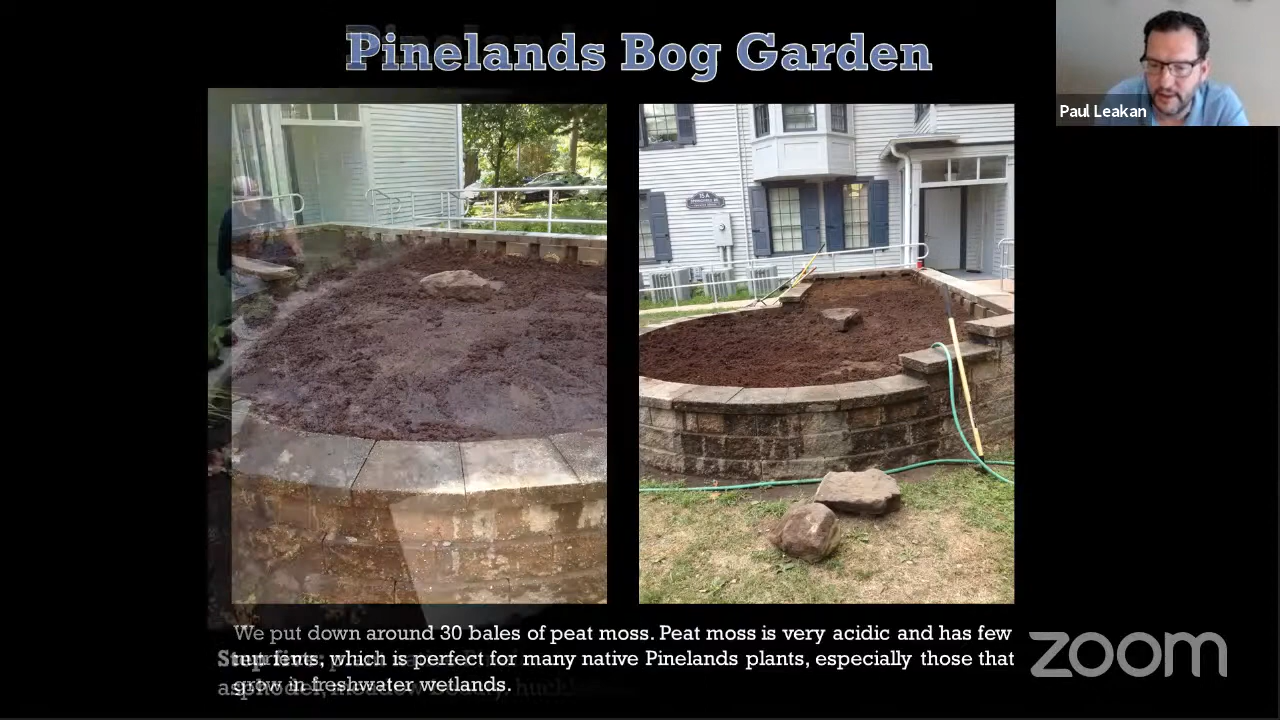 Pinelands Bog Garden
Paul Leakan
We put down around 30 bales of peat moss. Peat moss is very acidic and has few
nutrients, which is perfect for many native Pinelands plants, especially those that
grow in freshwater wetlands.
zoom